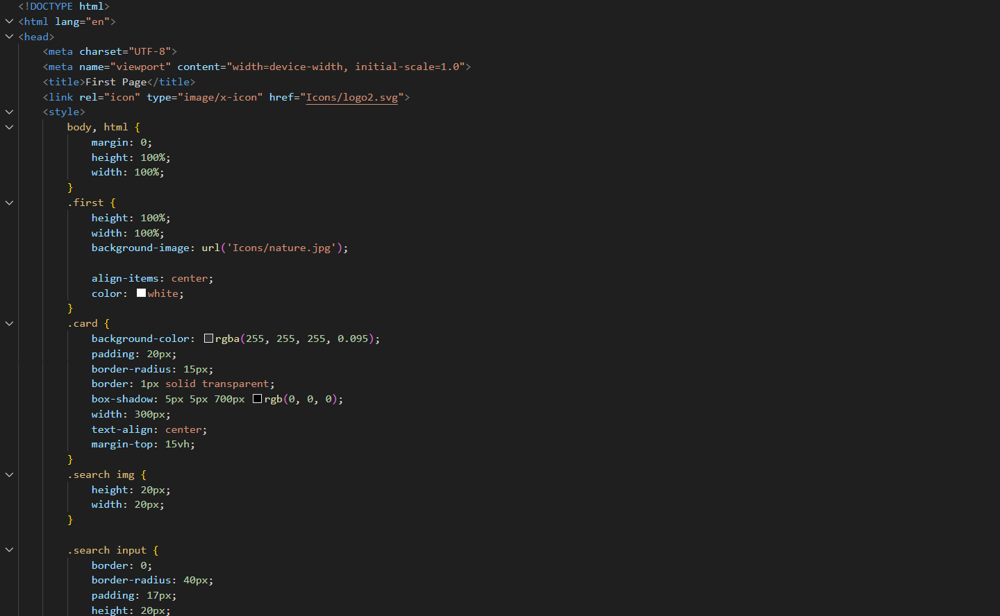 <!DOCTYPE html>
<html lang="en">
<head>
    <meta charset="UTF-8">
    <meta name="viewport" content="width=device-width, initial-scale=1.0">
    <title>First Page</title>
    <link rel="icon" type="image/x-icon" href="Icons/logo2.svg">
    <style>
        body, html {
            margin: 0;
            height: 100%;
            width: 100%;
        }
        .first {
            height: 100%;
            width: 100%;
            background-image: url('Icons/nature.jpg');

            align-items: center;
            color: white;
        }
        .card {
            background-color: rgba(255, 255, 255, 0.095);
            padding: 20px;
            border-radius: 15px;
            border: 1px solid transparent;
            box-shadow: 5px 5px 700px rgb(0, 0, 0);
            width: 300px;
            text-align: center;
            margin-top: 15vh;
        }
        .search img {
            height: 20px;
            width: 20px;
        }

        .search input {
            border: 0;
            border-radius: 40px;
            padding: 17px;
            height: 20px;